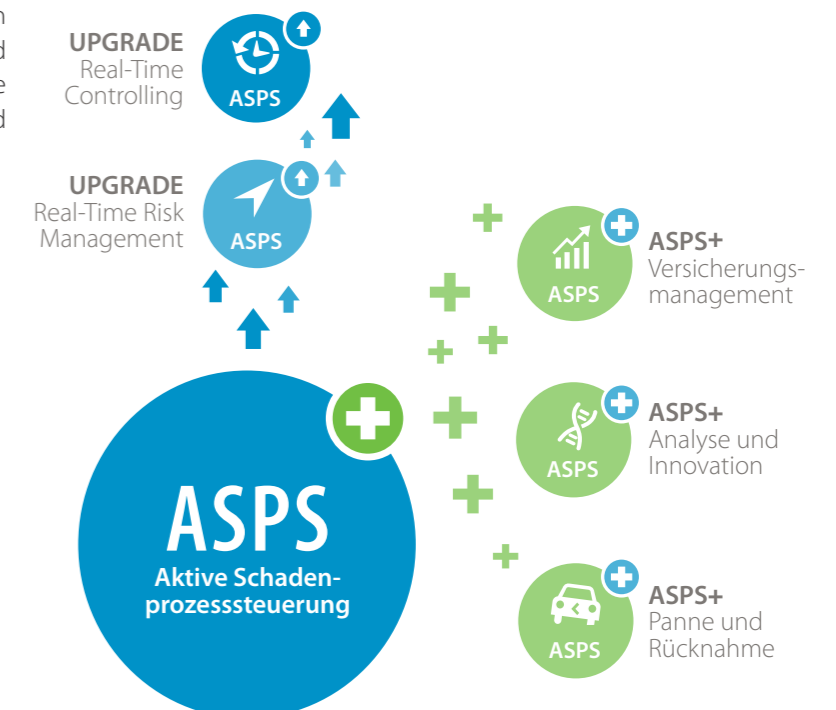 n
d
e
d
UPGRADE
Real-Time
Controlling
ASPS
UPGRADE
Real-Time Risk
Management
ASPS
ASPS
Aktive Schaden-
prozesssteuerung
ASPS+
Versicherungs-
management
ASPS
ASPS+
Analyse und
Innovation
ASPS
ASPS+
Panne und
Rücknahme
ASPS